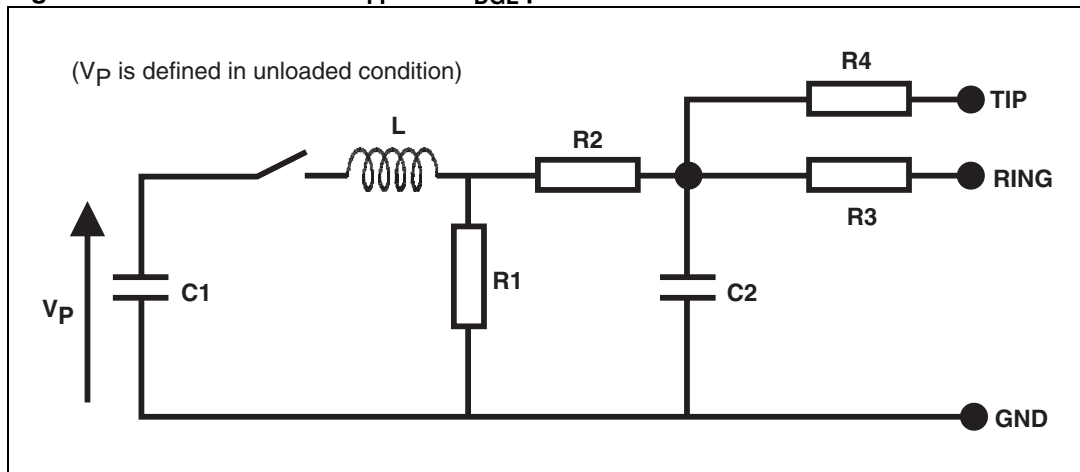 (VP is defined in unloaded condition)
R4
TIP
L
R2
RING
R3
VP
C1
R1
C2
GND